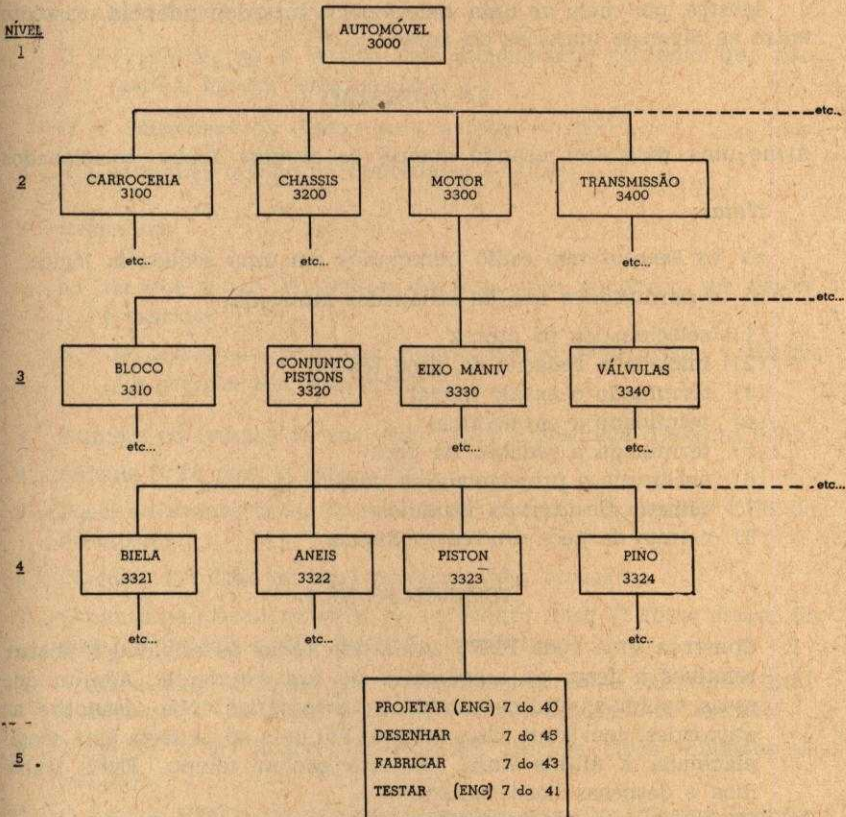 NÍVEL
1
AUTOMÓVEL
3000
etc...
2
CARROCERIA
3100
CHASSIS
3200
MOTOR
3300
TRANSMISSÃO
3400
etc...
etc...
etc...
etc...
3
BLOCO
3310
CONJUNTO
PISTONS
3320
EIXO MANIV
3330
VÁLVULAS
3340
etc...
etc...
etc...
etc...
4
BIELA
3321
ANEIS
3322
PISTON
3323
PINO
3324
etc...
etc...
etc...
5
PROJETAR (ENG) 7 do 40
DESENHAR 7 do 45
FABRICAR 7 do 43
TESTAR (ENG) 7 do 41